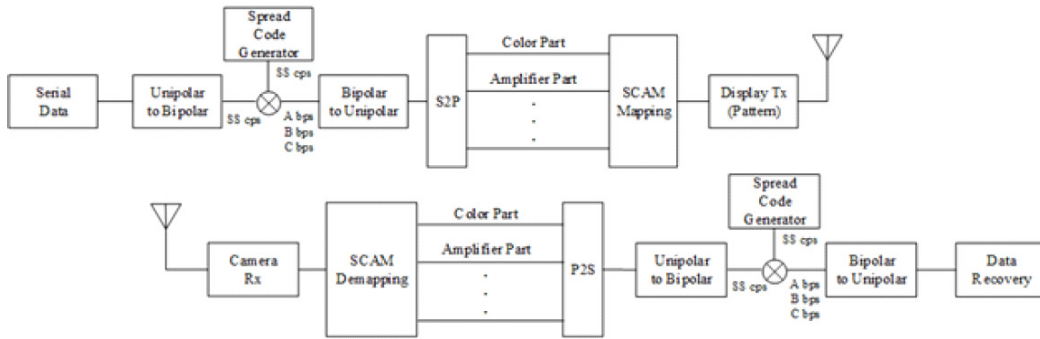 Spread
Code
Generator
SS cps
Serial
Data
Unipolar
to Bipolar
SS cps
A bps
B bps
C bps
Bipolar
to Unipolar
S2P
Color Part
Amplifier Part
SCAM
Mapping
Display Tx
(Pattern)
Camera
Rx
SCAM
Demapping
Color Part
Amplifier Part
P2S
Unipolar
to Bipolar
SS cps
Spread
Code
Generator
SS cps
A bps
B bps
C bps
Bipolar
to Unipolar
Data
Recovery